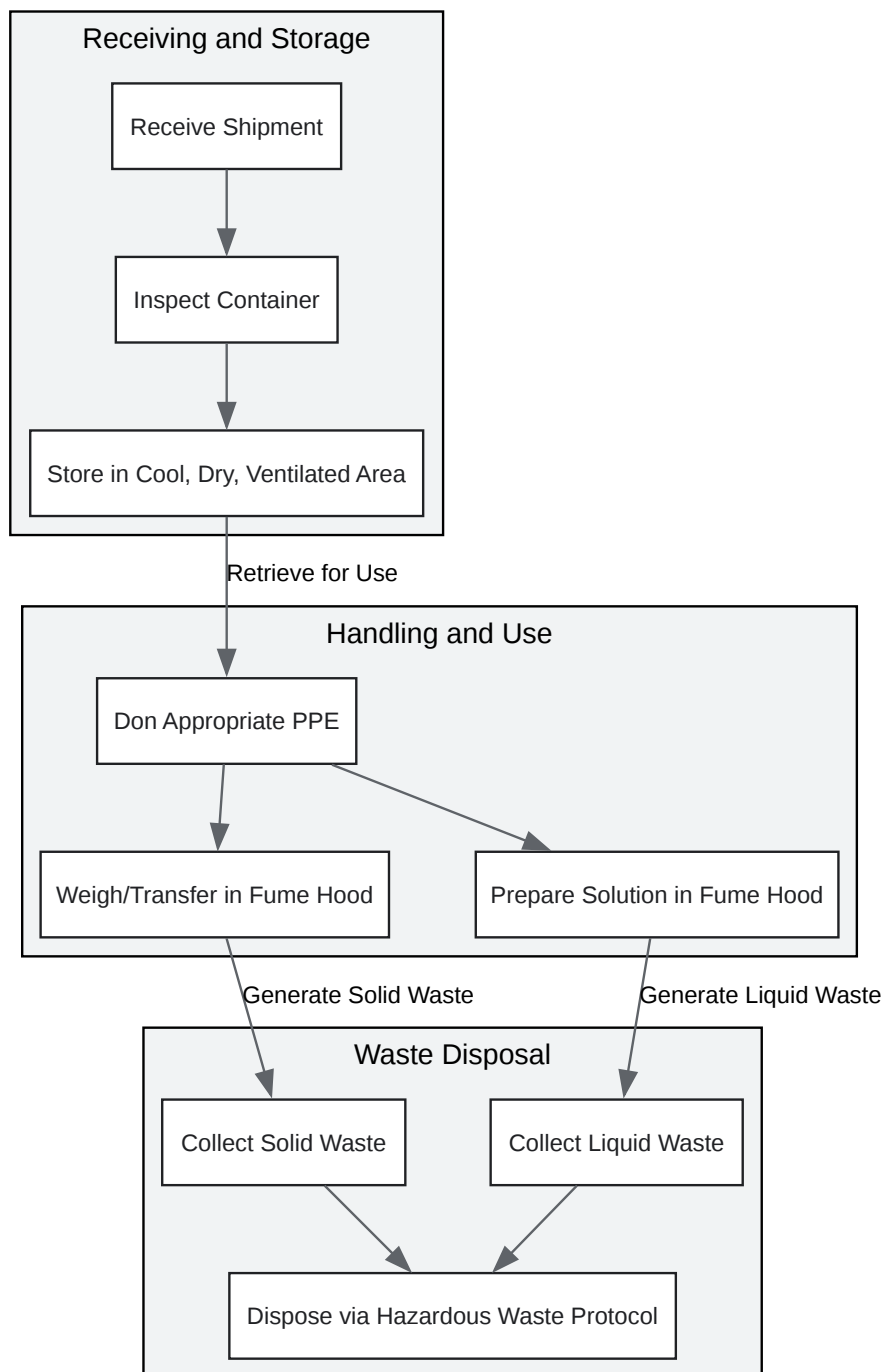 Receiving and Storage
Receive Shipment
Inspect Container
Store in Cool, Dry, Ventilated Area
Retrieve for Use
Handling and Use
Don Appropriate PPE
Weigh/Transfer in Fume Hood
Prepare Solution in Fume Hood
Generate Solid Waste
Generate Liquid Waste
Waste Disposal
Collect Solid Waste
Collect Liquid Waste
Dispose via Hazardous Waste Protocol